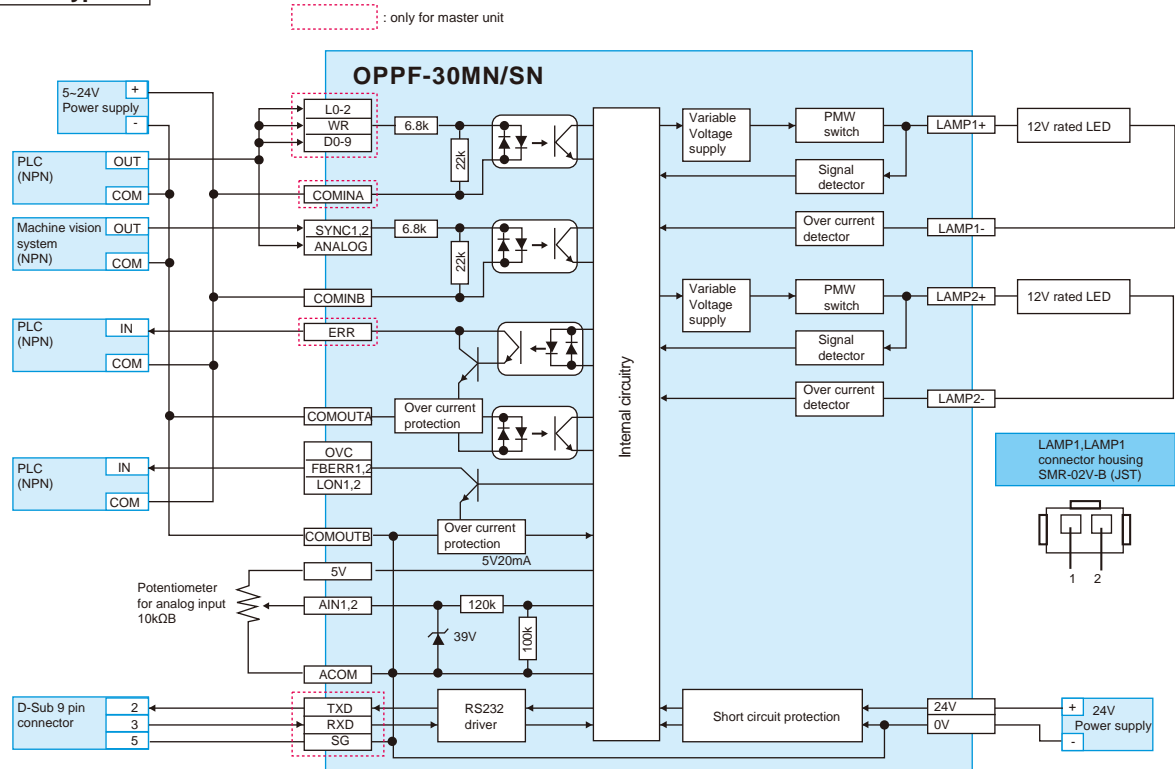 : only for master unit
OPPF-30MN/SN
5~24V
Power supply
+
-
PLC
(NPN)
OUT
COM
Machine vision
system
(NPN)
OUT
COM
PLC
(NPN)
IN
COM
PLC
(NPN)
IN
COM
Potentiometer
for analog input
10kΩB
D-Sub 9 pin
connector
2
3
5
L0-2
WR
D0-9
COMINA
SYNC1,2
ANALOG
COMINB
ERR
COMOUTA
OVC
FBERR1,2
LON1,2
COMOUTB
5V
AIN1,2
ACOM
TXD
RXD
SG
6.8k
22k
6.8k
22k
Over current
protection
Over current
protection
5V20mA
120k
39V
100k
RS232
driver
Internal circuitry
Variable
Voltage
supply
PMW
switch
Signal
detector
Over current
detector
LAMP1+
12V rated LED
LAMP1-
Variable
Voltage
supply
PMW
switch
Signal
detector
Over current
detector
LAMP2+
12V rated LED
LAMP2-
LAMP1,LAMP1
connector housing
SMR-02V-B (JST)
1 2
Short circuit protection
24V
0V
+
24V
Power supply
-